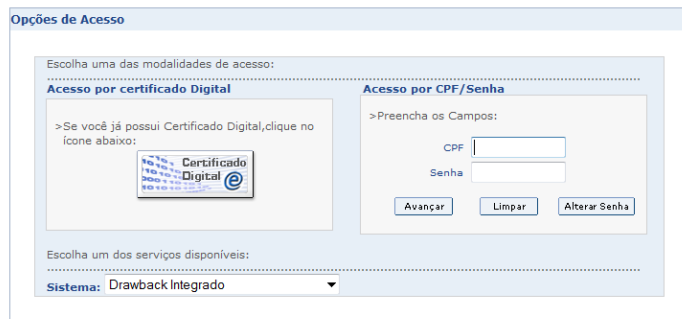 Opções de Acesso
Escolha uma das modalidades de acesso:
Acesso por certificado Digital
>Se você já possui Certificado Digital,clique no
ícone abaixo:
Certificado
Digital e
Acesso por CPF/Senha
>Preencha os Campos:
CPF
Senha
Avançar Limpar Alterar Senha
Escolha um dos serviços disponíveis:
Sistema: Drawback Integrado